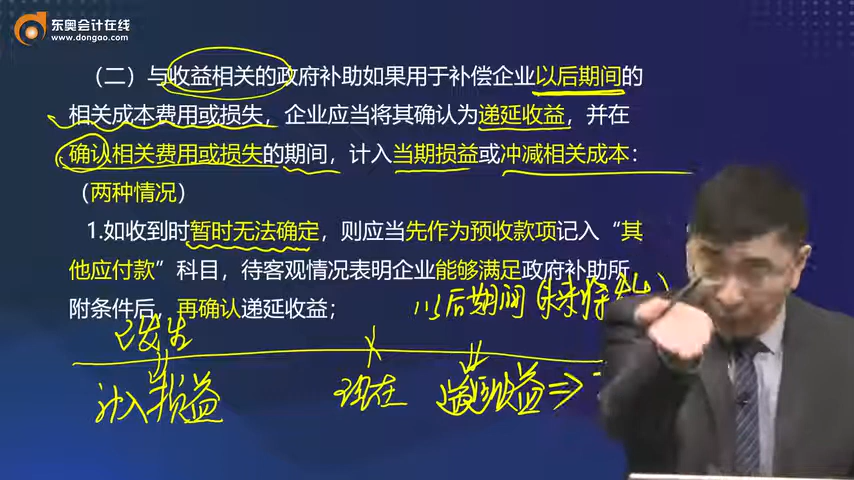 东奥会计在线
www.dongao.com
（二）与收益相关的政府补助如果用于补偿企业以后期间的
相关成本费用或损失，企业应当将其确认为递延收益，并在
确认相关费用或损失的期间，计入当期损益或冲减相关成本：
（两种情况）
1.如收到时暂时无法确定，则应当先作为预收款项记入“其
他应付款”科目，待客观情况表明企业能够满足政府补助所
附条件后，再确认递延收益；
以后期间(未来
已发生
计入损益 现在 递延收益⇒